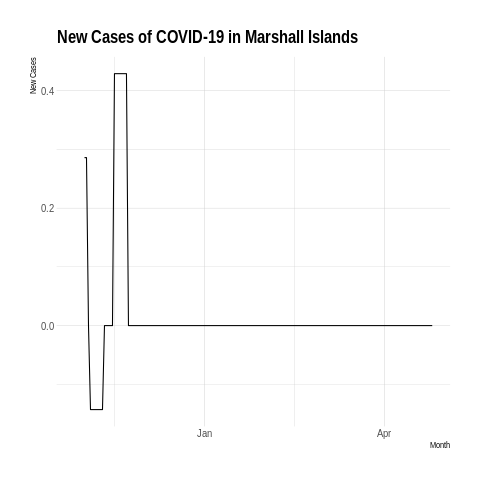 New Cases of COVID-19 in Marshall Islands
New Cases
0.4
0.2
0.0
Jan
Apr
Month